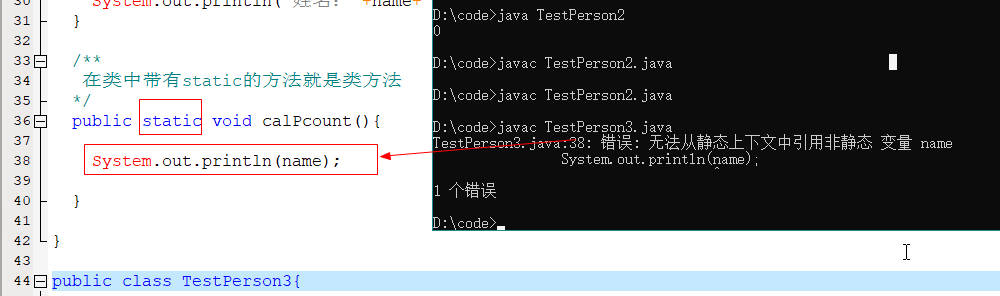 30 System.out.println("姓名: "+name+
31 }
32
33 /**
34 在类中带有static的方法就是类方法
35 */
36 public static void calPcount(){
37
38 System.out.println(name);
39
40 }
41
42 }
43
44 public class TestPerson3{
D:\code>java TestPerson2
0
D:\code>javac TestPerson2.java
D:\code>javac TestPerson2.java
D:\code>javac TestPerson3.java
TestPerson3.java:38: 错误: 无法从静态上下文中引用非静态 变量 name
System.out.println(name);
^
1 个错误
D:\code>